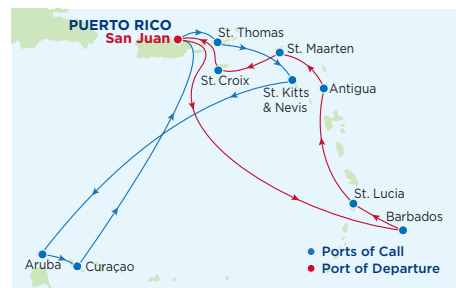 PUERTO RICO
San Juan
St. Thomas
St. Maarten
St. Croix
St. Kitts
& Nevis
Antigua
St. Lucia
Barbados
Aruba
Curaçao
Ports of Call
Port of Departure